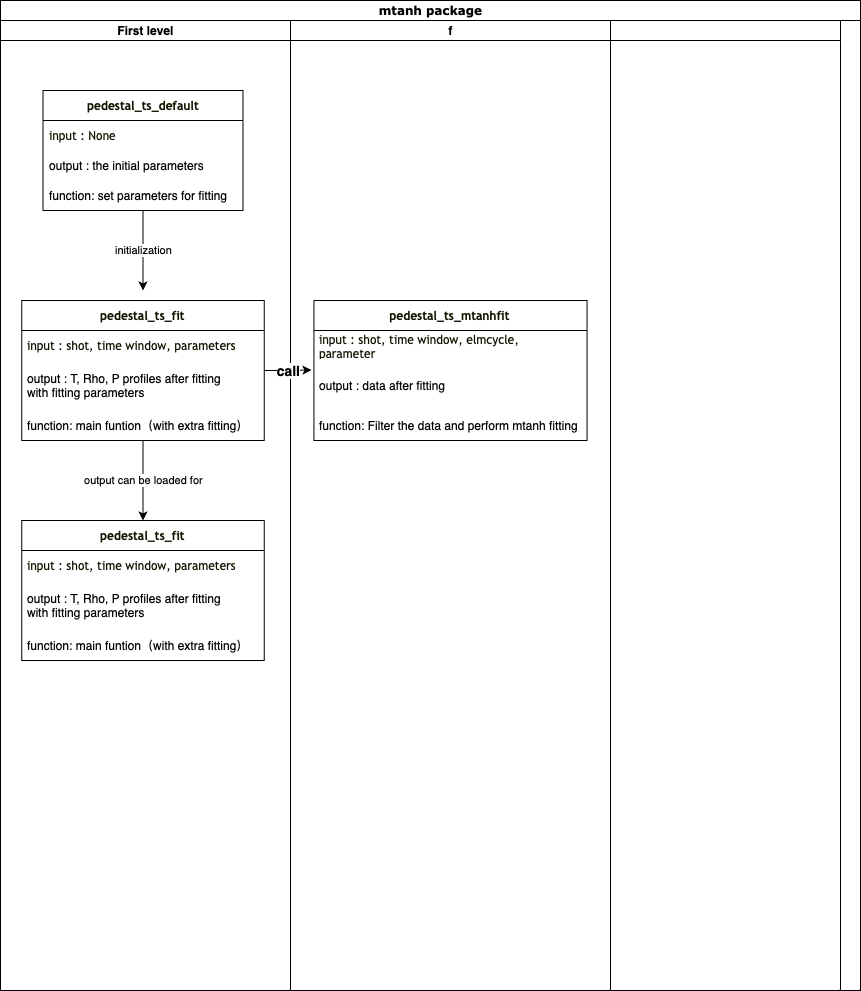 mtanh package
First level
f
pedestal_ts_default
input : None
output : the initial parameters
function: set parameters for fitting
initialization
pedestal_ts_fit
input : shot, time window, parameters
output : T, Rho, P profiles after fitting
with fitting parameters
function: main funtion（with extra fitting）
call
pedestal_ts_mtanhfit
input : shot, time window, elmcycle,
parameter
output : data after fitting
function: Filter the data and perform mtanh fitting
output can be loaded for
pedestal_ts_fit
input : shot, time window, parameters
output : T, Rho, P profiles after fitting
with fitting parameters
function: main funtion（with extra fitting）